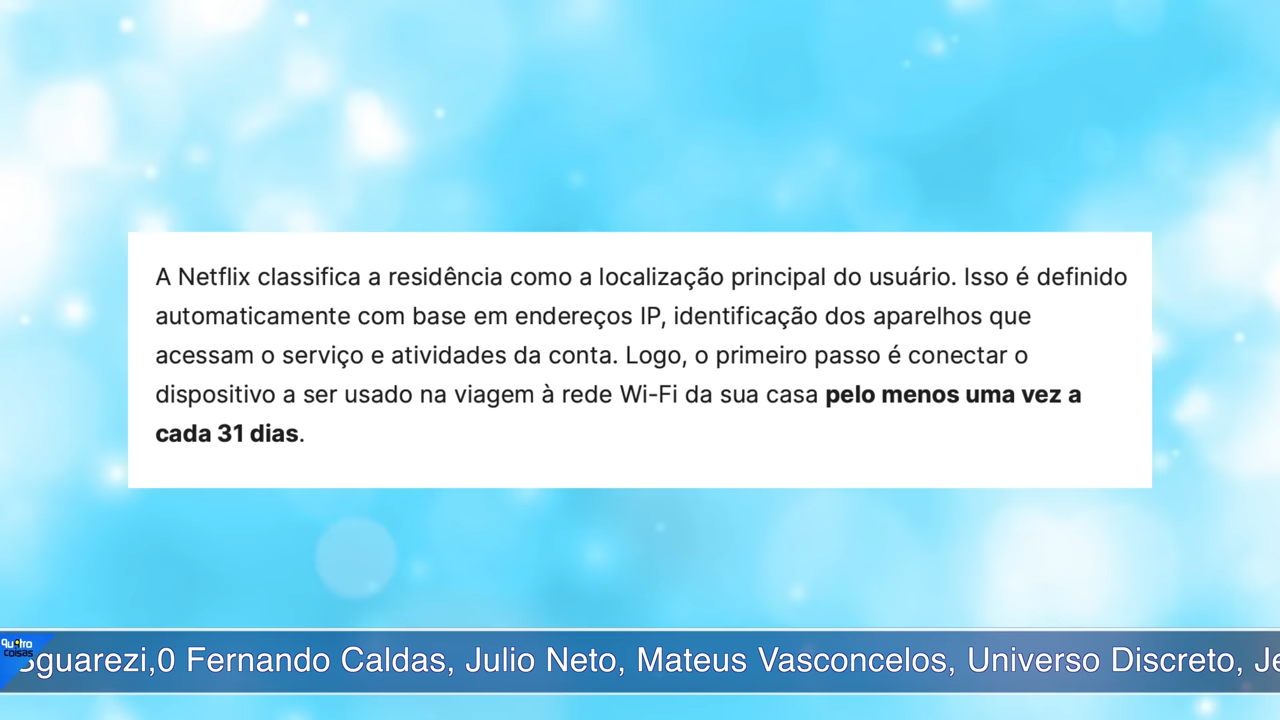 A Netflix classifica a residência como a localização principal do usuário. Isso é definido
automaticamente com base em endereços IP, identificação dos aparelhos que
acessam o serviço e atividades da conta. Logo, o primeiro passo é conectar o
dispositivo a ser usado na viagem à rede Wi-Fi da sua casa pelo menos uma vez a
cada 31 dias.
quatro
coisas
Sguarezi,0 Fernando Caldas, Julio Neto, Mateus Vasconcelos, Universo Discreto, Je